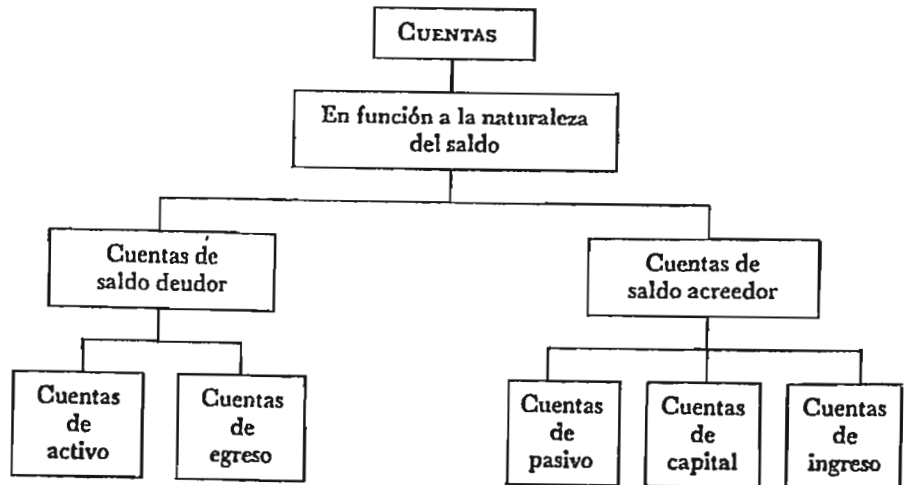 CUENTAS
En función a la naturaleza
del saldo
Cuentas de
saldo deudor
Cuentas de
saldo acreedor
Cuentas
de
activo
Cuentas
de
egreso
Cuentas
de
pasivo
Cuentas
de
capital
Cuentas
de
ingreso